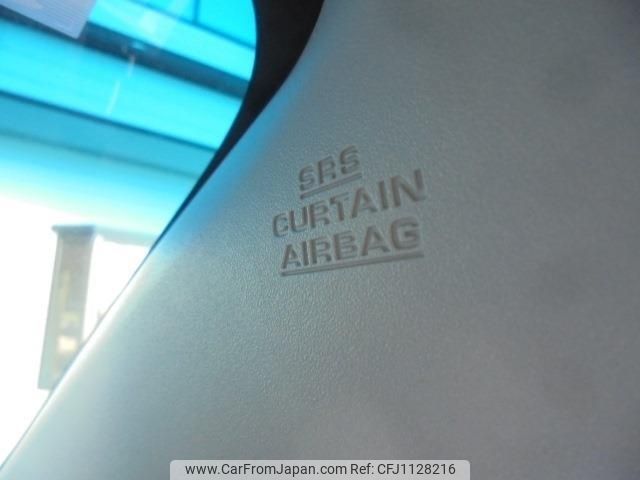 SRS
CURTAIN
AIRBAG
www.CarFromJapan.com Ref: CFJ1128216